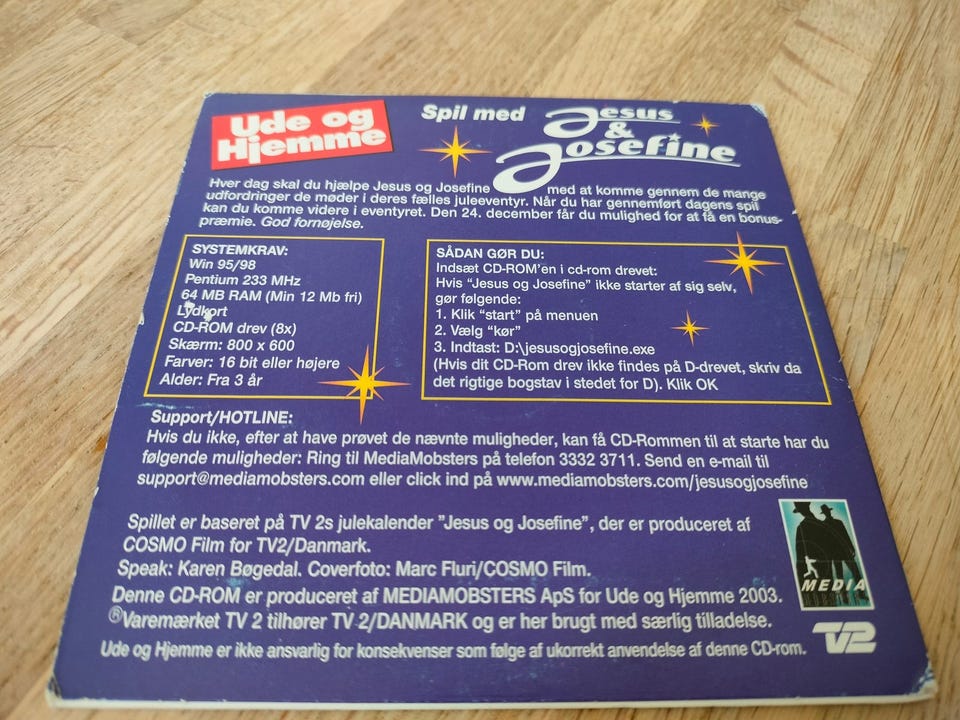 Ude og
Hjemme
Spil med Jesus
&
Josefine
Hver dag skal du hjælpe Jesus og Josefine med at komme gennem de mange
udfordringer de møder i deres fælles juleeventyr. Når du har gennemført dagens spil
kan du komme videre i eventyret. Den 24. december får du mulighed for at få en bonus-
præmie. God fornøjelse.
SYSTEMKRAV:
Win 95/98
Pentium 233 MHz
64 MB RAM (Min 12 Mb fri)
Lydkort
CD-ROM drev (8x)
Skærm: 800 x 600
Farver: 16 bit eller højere
Alder: Fra 3 år
SÅDAN GØR DU:
Indsæt CD-ROM'en i cd-rom drevet:
Hvis "Jesus og Josefine" ikke starter af sig selv,
gør følgende:
1. Klik "start" på menuen
2. Vælg "kør"
3. Indtast: D:\jesusogjosefine.exe
(Hvis dit CD-Rom drev ikke findes på D-drevet, skriv da
det rigtige bogstav i stedet for D). Klik OK
Support/HOTLINE:
Hvis du ikke, efter at have prøvet de nævnte muligheder, kan få CD-Rommen til at starte har du
følgende muligheder: Ring til MediaMobsters på telefon 3332 3711. Send en e-mail til
support@mediamobsters.com eller click ind på www.mediamobsters.com/jesusogjosefine
Spillet er baseret på TV 2s julekalender "Jesus og Josefine", der er produceret af
COSMO Film for TV2/Danmark.
Speak: Karen Bøgedal. Coverfoto: Marc Fluri/COSMO Film.
Denne CD-ROM er produceret af MEDIAMOBSTERS ApS for Ude og Hjemme 2003.
®Varemærket TV 2 tilhører TV 2/DANMARK og er her brugt med særlig tilladelse.
Ude og Hjemme er ikke ansvarlig for konsekvenser som følge af ukorrekt anvendelse af denne CD-rom.
MEDIA
TV2